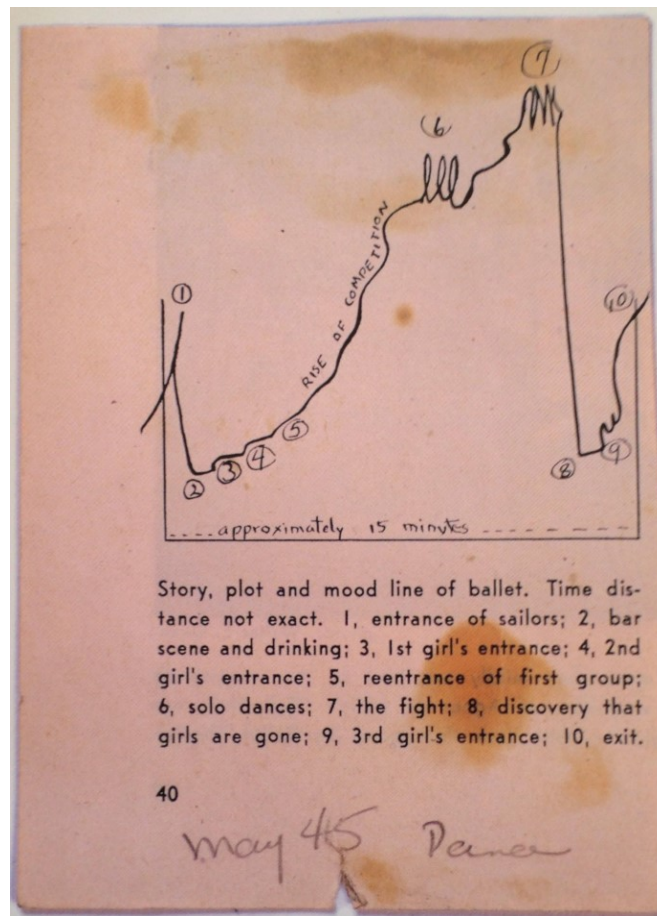 7
6
1
RISE OF COMPETITION
10
5
4
3
2
9
8
....approximately 15 minutes - - - - - - - -
Story, plot and mood line of ballet. Time dis-
tance not exact. 1, entrance of sailors; 2, bar
scene and drinking; 3, 1st girl's entrance; 4, 2nd
girl's entrance; 5, reentrance of first group;
6, solo dances; 7, the fight; 8, discovery that
girls are gone; 9, 3rd girl's entrance; 10, exit.
40
May 45 Dance